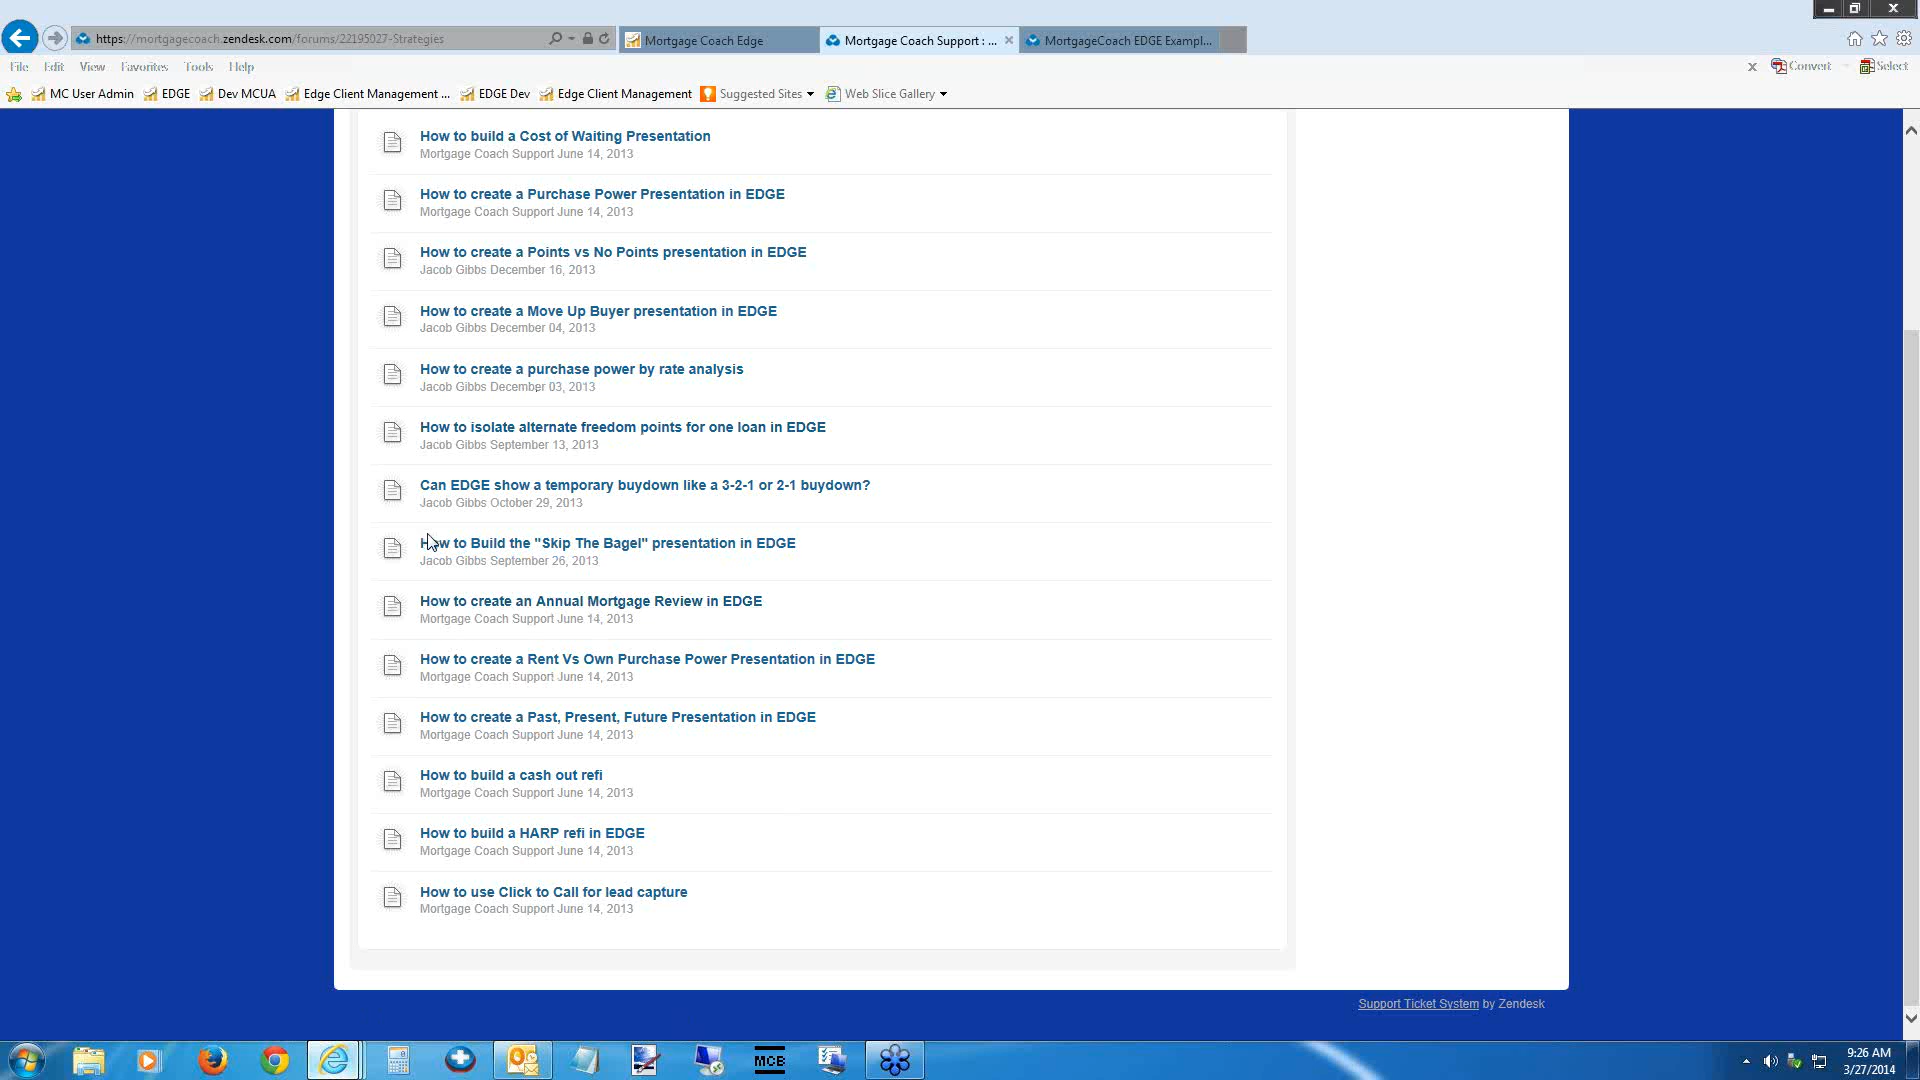 https://mortgagecoach.zendesk.com/forums/22195027-Strategies
Mortgage Coach Edge
Mortgage Coach Support : ...
MortgageCoach EDGE Exampl...
File Edit View Favorites Tools Help
Convert
Select
MC User Admin
EDGE
Dev MCUA
Edge Client Management ...
EDGE Dev
Edge Client Management
Suggested Sites
Web Slice Gallery
How to build a Cost of Waiting Presentation
Mortgage Coach Support June 14, 2013
How to create a Purchase Power Presentation in EDGE
Mortgage Coach Support June 14, 2013
How to create a Points vs No Points presentation in EDGE
Jacob Gibbs December 16, 2013
How to create a Move Up Buyer presentation in EDGE
Jacob Gibbs December 04, 2013
How to create a purchase power by rate analysis
Jacob Gibbs December 03, 2013
How to isolate alternate freedom points for one loan in EDGE
Jacob Gibbs September 13, 2013
Can EDGE show a temporary buydown like a 3-2-1 or 2-1 buydown?
Jacob Gibbs October 29, 2013
How to Build the "Skip The Bagel" presentation in EDGE
Jacob Gibbs September 26, 2013
How to create an Annual Mortgage Review in EDGE
Mortgage Coach Support June 14, 2013
How to create a Rent Vs Own Purchase Power Presentation in EDGE
Mortgage Coach Support June 14, 2013
How to create a Past, Present, Future Presentation in EDGE
Mortgage Coach Support June 14, 2013
How to build a cash out refi
Mortgage Coach Support June 14, 2013
How to build a HARP refi in EDGE
Mortgage Coach Support June 14, 2013
How to use Click to Call for lead capture
Mortgage Coach Support June 14, 2013
Support Ticket System by Zendesk
MCB
9:26 AM
3/27/2014